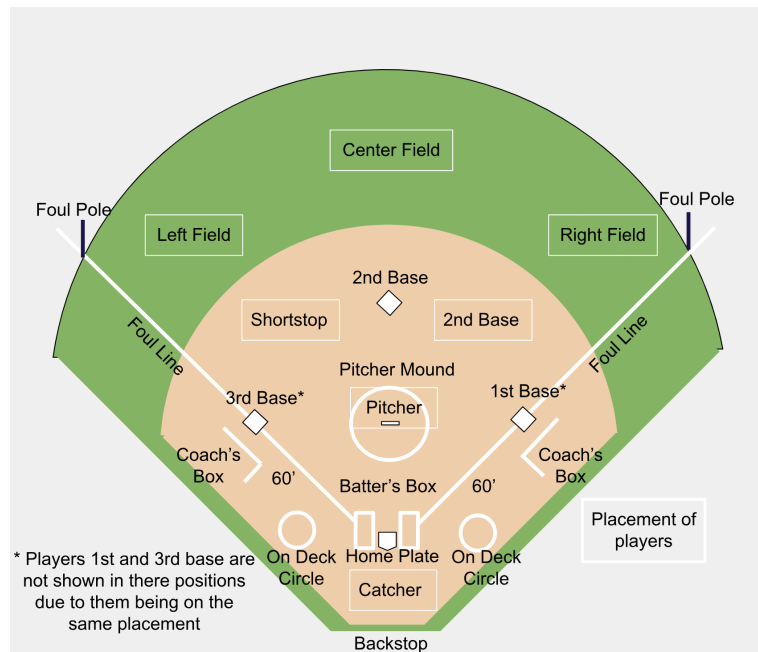 Center Field
Foul Pole
Foul Pole
Left Field
Right Field
2nd Base
Shortstop
2nd Base
Foul Line
Foul Line
Pitcher Mound
3rd Base*
1st Base*
Pitcher
Coach's
Box
Coach's
Box
60'
Batter's Box
60'
Placement of
players
* Players 1st and 3rd base are
not shown in there positions
due to them being on the
same placement
On Deck
Circle
Home Plate
On Deck
Circle
Catcher
Backstop